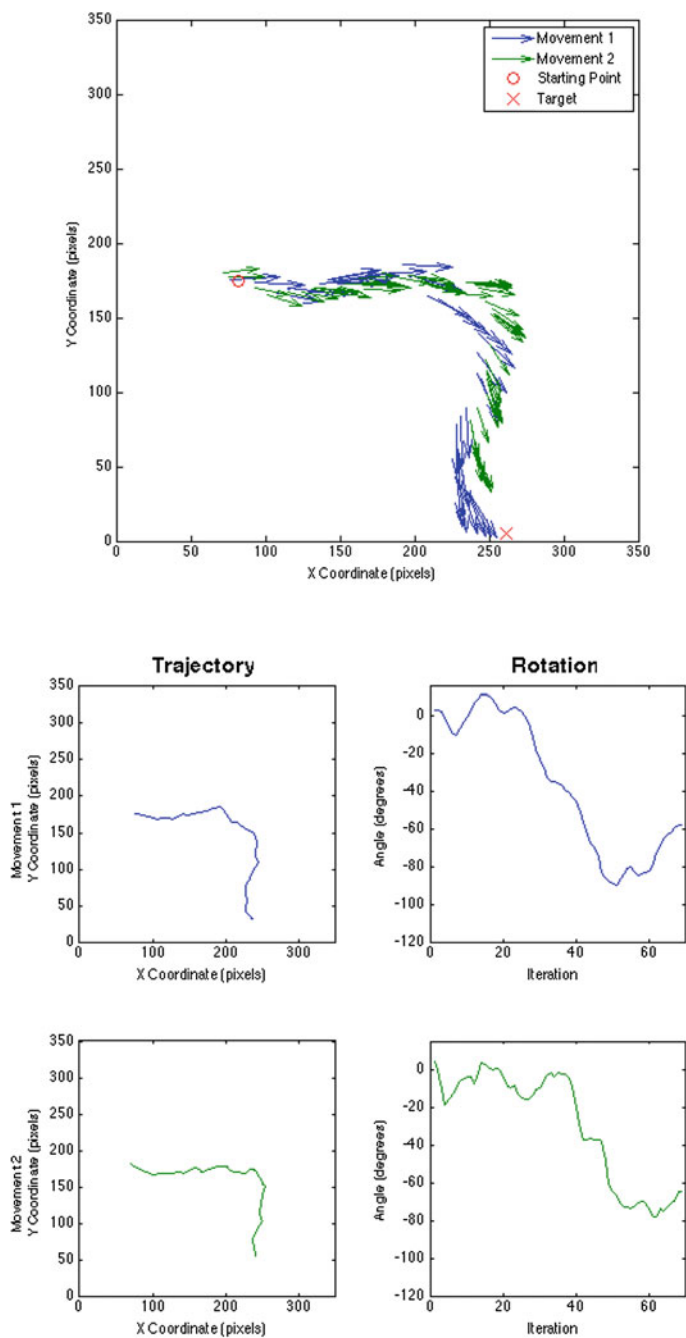 350
300
250
200
150
100
50
0
Y Coordinate (pixels)
0 50 100 150 200 250 300 350
X Coordinate (pixels)
Movement 1
Movement 2
Starting Point
Target
Trajectory
350
300
250
200
150
100
50
0
Movement 1
Y Coordinate (pixels)
0 100 200 300
X Coordinate (pixels)
Rotation
0
-20
-40
-60
-80
-100
-120
Angle (degrees)
0 20 40 60
Iteration
350
300
250
200
150
100
50
0
Movement 2
Y Coordinate (pixels)
0 100 200 300
X Coordinate (pixels)
0
-20
-40
-60
-80
-100
-120
Angle (degrees)
0 20 40 60
Iteration